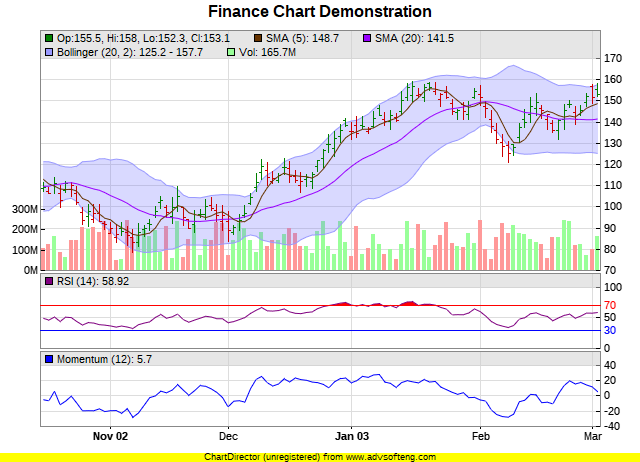 Finance Chart Demonstration
Op:155.5, Hi:158, Lo:152.3, Cl:153.1 SMA (5): 148.7 SMA (20): 141.5
Bollinger (20, 2): 125.2 - 157.7 Vol: 165.7M
170
160
150
140
130
120
110
100
90
80
70
300M
200M
100M
0M
RSI (14): 58.92
100
70
50
30
0
Momentum (12): 5.7
40
20
0
-20
-40
Nov 02 Dec Jan 03 Feb Mar
ChartDirector (unregistered) from www.advsofteng.com